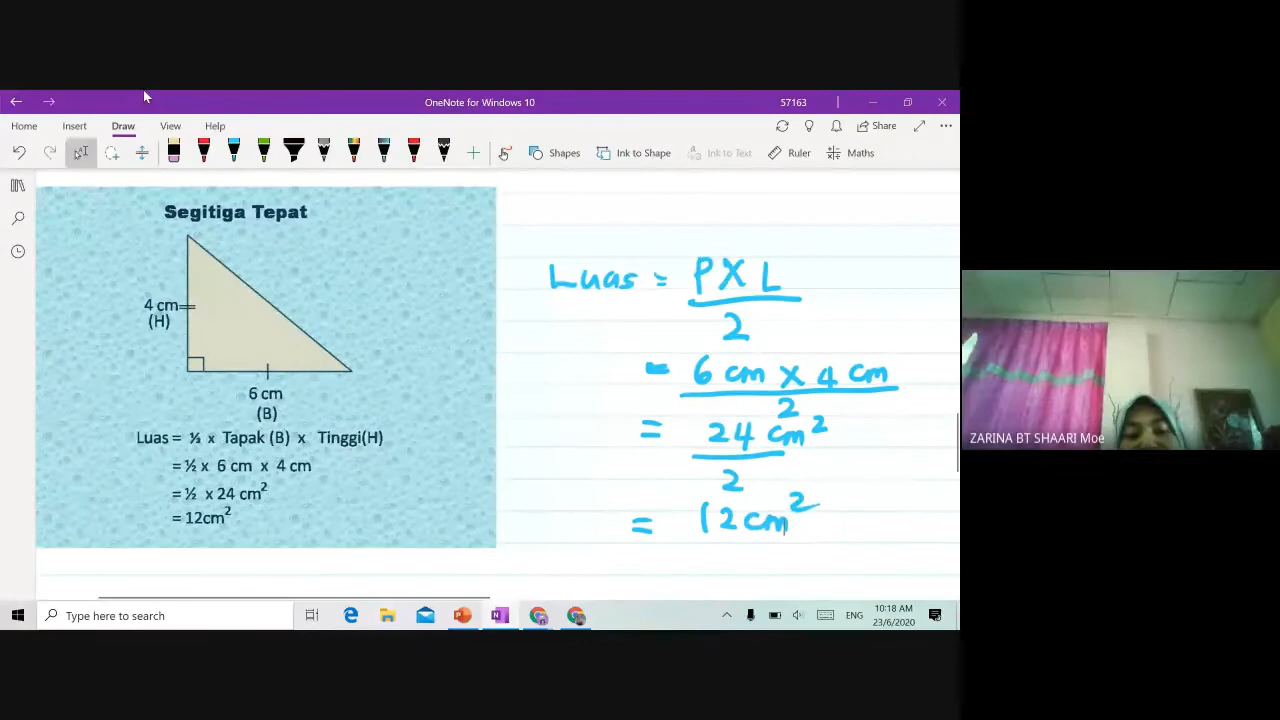 OneNote for Windows 10
57163
Home Insert Draw View Help
Share
Shapes Ink to Shape Ink to Text Ruler Maths
Segitiga Tepat
4 cm
(H)
6 cm
(B)
Luas = ½ x Tapak (B) x Tinggi(H)
= ½ x 6 cm x 4 cm
= ½ x 24 cm²
= 12cm²
Luas = P X L
2
= 6 cm x 4 cm
2
= 24 cm²
2
= 12cm²
ZARINA BT SHAARI Moe
Type here to search
ENG
10:18 AM
23/6/2020